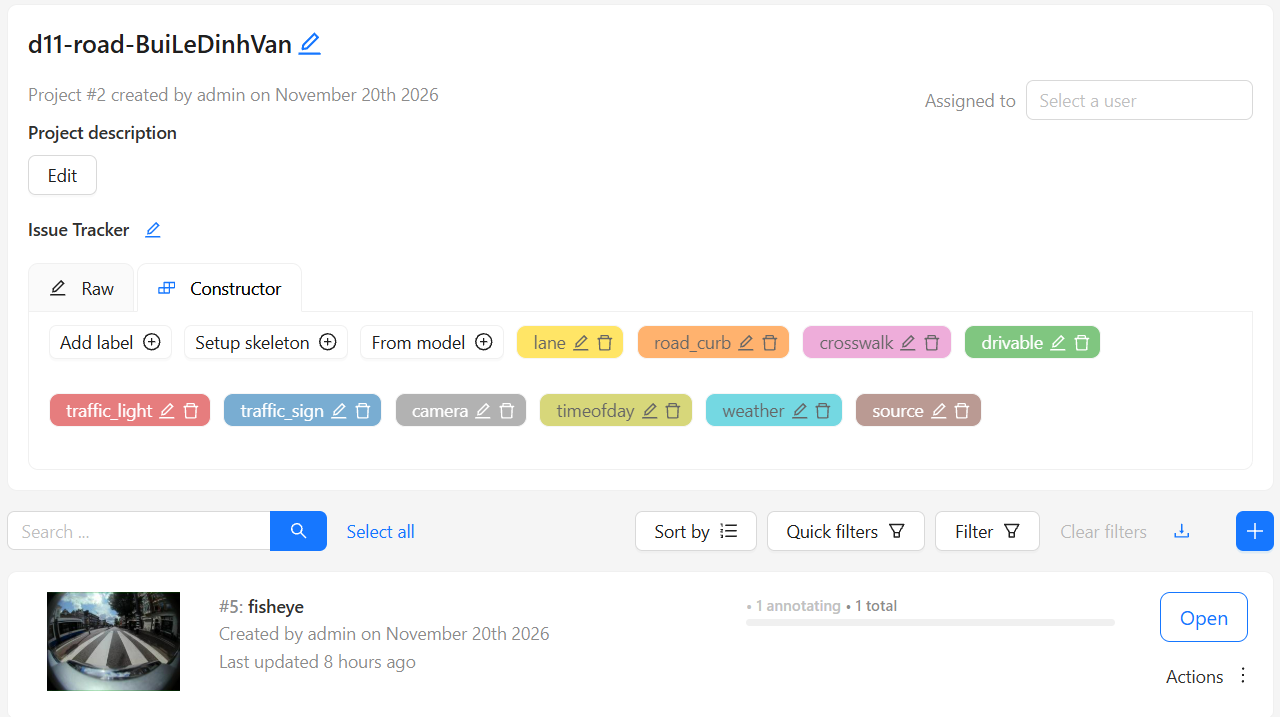 d11-road-BuiLeDinhVan
Project #2 created by admin on November 20th 2026
Assigned to Select a user
Project description
Edit
Issue Tracker
Raw Constructor
Add label Setup skeleton From model lane road_curb crosswalk drivable
traffic_light traffic_sign camera timeofday weather source
Search ... Select all Sort by Quick filters Filter Clear filters
#5: fisheye
• 1 annotating • 1 total
Created by admin on November 20th 2026
Open
Last updated 8 hours ago
Actions